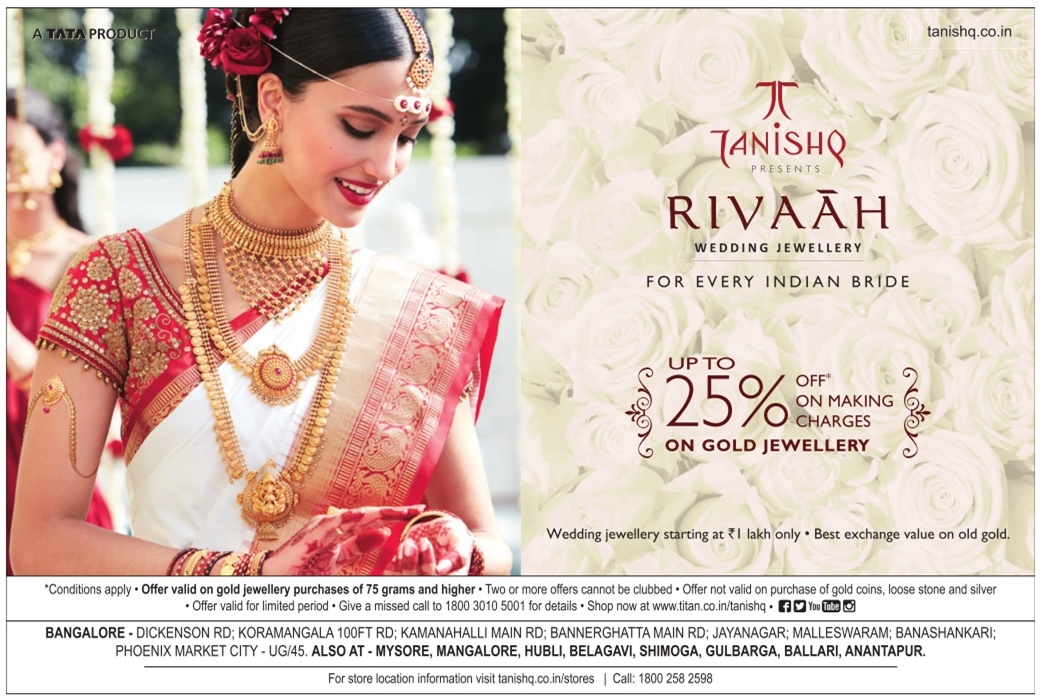 A TATA PRODUCT
tanishq.co.in
TANISHQ
PRESENTS
RIVAĀH
WEDDING JEWELLERY
FOR EVERY INDIAN BRIDE
UP TO
25%
OFF*
ON MAKING
CHARGES
ON GOLD JEWELLERY
Wedding jewellery starting at ₹1 lakh only • Best exchange value on old gold.
*Conditions apply • Offer valid on gold jewellery purchases of 75 grams and higher • Two or more offers cannot be clubbed • Offer not valid on purchase of gold coins, loose stone and silver
• Offer valid for limited period • Give a missed call to 1800 3010 5001 for details • Shop now at www.titan.co.in/tanishq • You Tube
BANGALORE - DICKENSON RD; KORAMANGALA 100FT RD; KAMANAHALLI MAIN RD; BANNERGHATTA MAIN RD; JAYANAGAR; MALLESWARAM; BANASHANKARI;
PHOENIX MARKET CITY - UG/45. ALSO AT - MYSORE, MANGALORE, HUBLI, BELAGAVI, SHIMOGA, GULBARGA, BALLARI, ANANTAPUR.
For store location information visit tanishq.co.in/stores | Call: 1800 258 2598